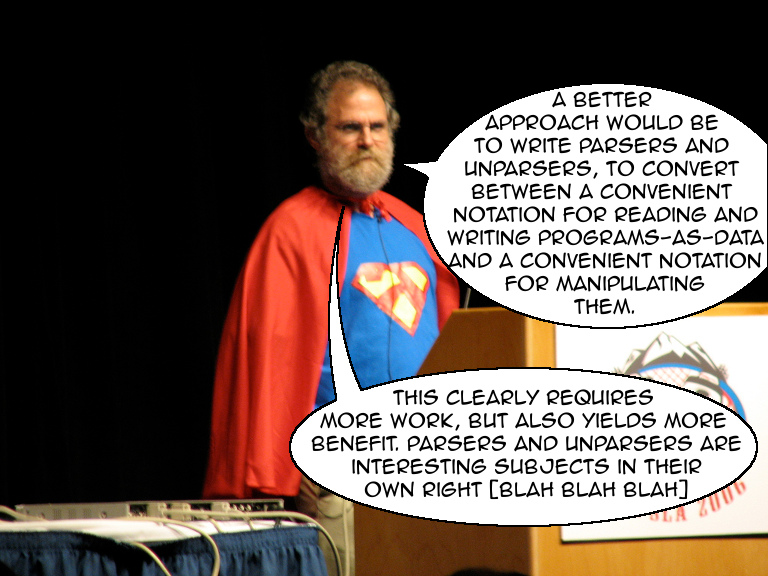 A BETTER
APPROACH WOULD BE
TO WRITE PARSERS AND
UNPARSERS, TO CONVERT
BETWEEN A CONVENIENT
NOTATION FOR READING AND
WRITING PROGRAMS-AS-DATA
AND A CONVENIENT NOTATION
FOR MANIPULATING
THEM.
THIS CLEARLY REQUIRES
MORE WORK, BUT ALSO YIELDS MORE
BENEFIT. PARSERS AND UNPARSERS ARE
INTERESTING SUBJECTS IN THEIR
OWN RIGHT [BLAH BLAH BLAH]
SLA 2006